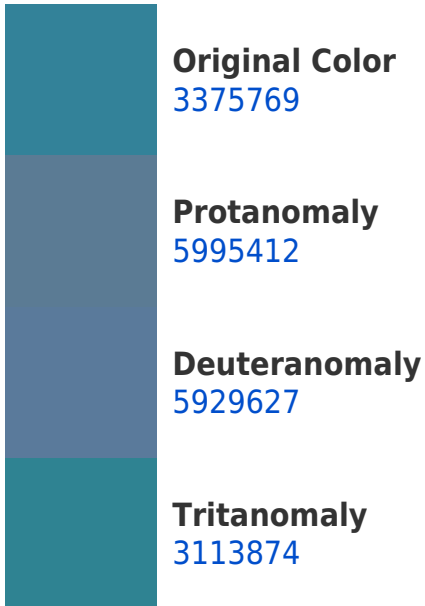 Original Color
3375769
Protanomaly
5995412
Deuteranomaly
5929627
Tritanomaly
3113874